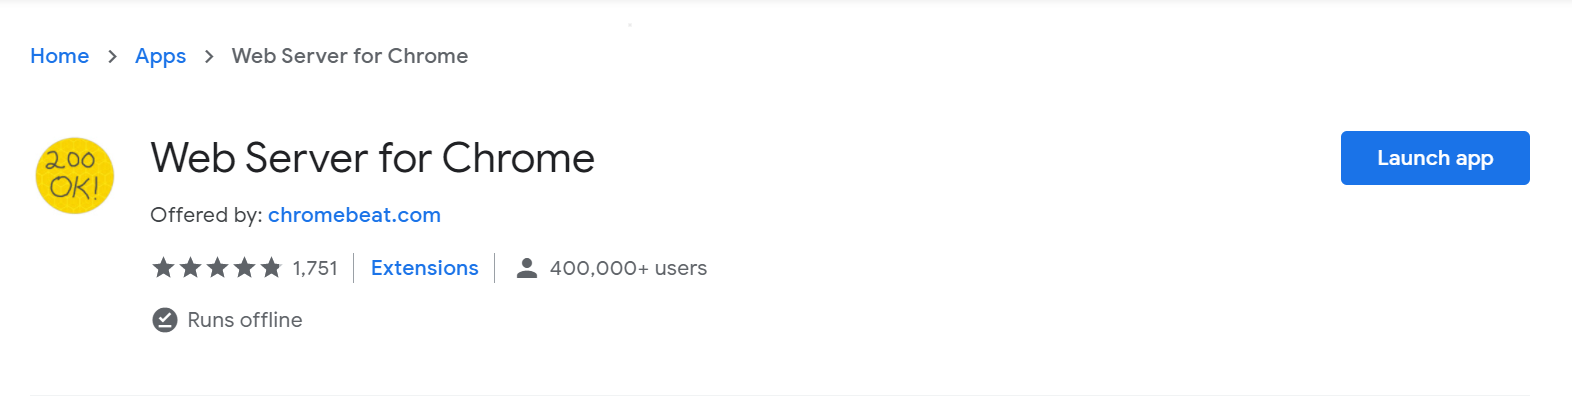 Home > Apps > Web Server for Chrome
200
OK!
Web Server for Chrome
Launch app
Offered by: chromebeat.com
1,751 | Extensions | 400,000+ users
Runs offline